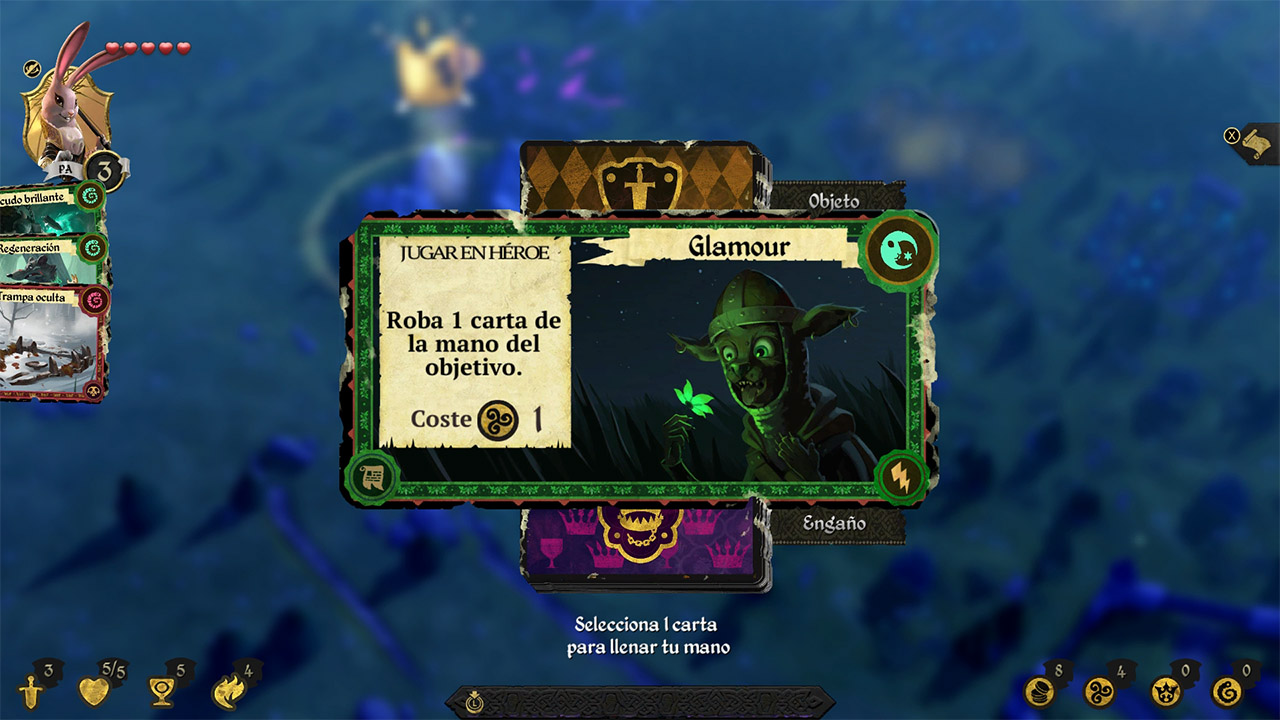 PA
3
cudo brillante
Regeneración
Trampa oculta
X
Objeto
JUGAR EN HÉROE
Glamour
Roba 1 carta de
la mano del
objetivo.
Coste 1
Engaño
Selecciona 1 carta
para llenar tu mano
3
5/5
5
4
8
4
0
0